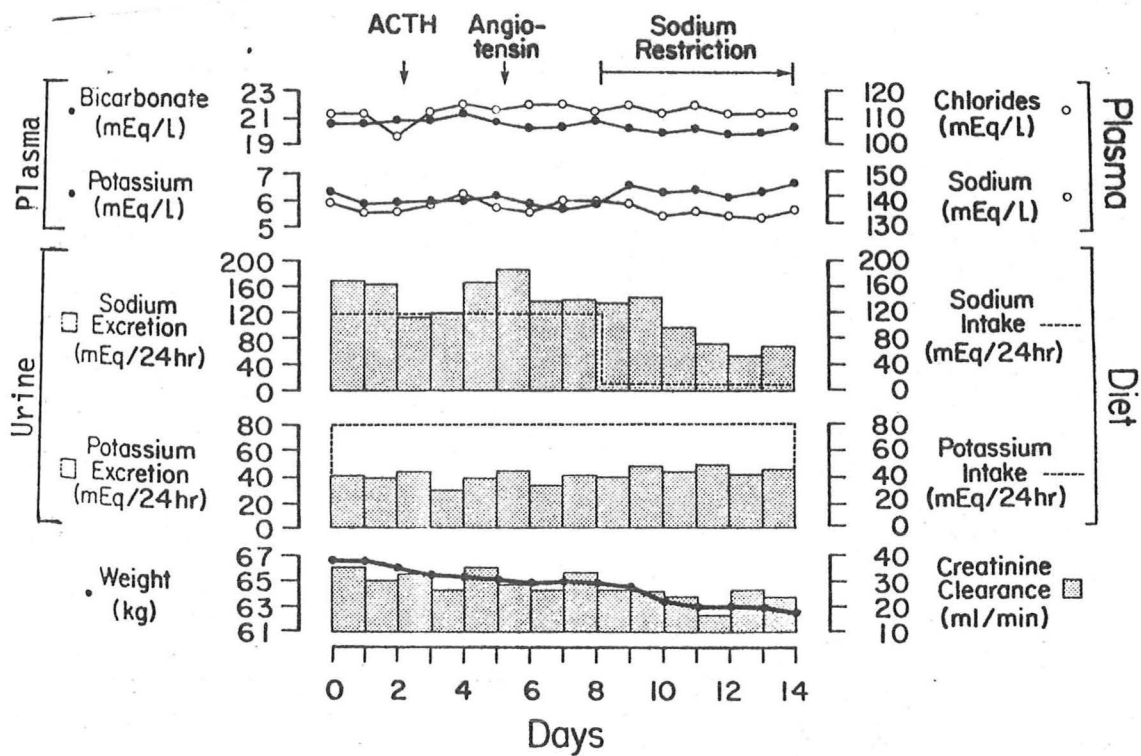 ACTH
Angio-
tensin
Sodium
Restriction
Plasma
Bicarbonate
(mEq/L)
23
21
19
120
110
100
Chlorides
(mEq/L)
Plasma
Potassium
(mEq/L)
7
6
5
150
140
130
Sodium
(mEq/L)
Urine
Sodium
Excretion
(mEq/24hr)
200
160
120
80
40
0
200
160
120
80
40
0
Sodium
Intake
(mEq/24hr)
Diet
Potassium
Excretion
(mEq/24hr)
80
60
40
20
0
80
60
40
20
0
Potassium
Intake
(mEq/24hr)
Weight
(kg)
67
65
63
61
40
30
20
10
Creatinine
Clearance
(ml/min)
0 2 4 6 8 10 12 14
Days